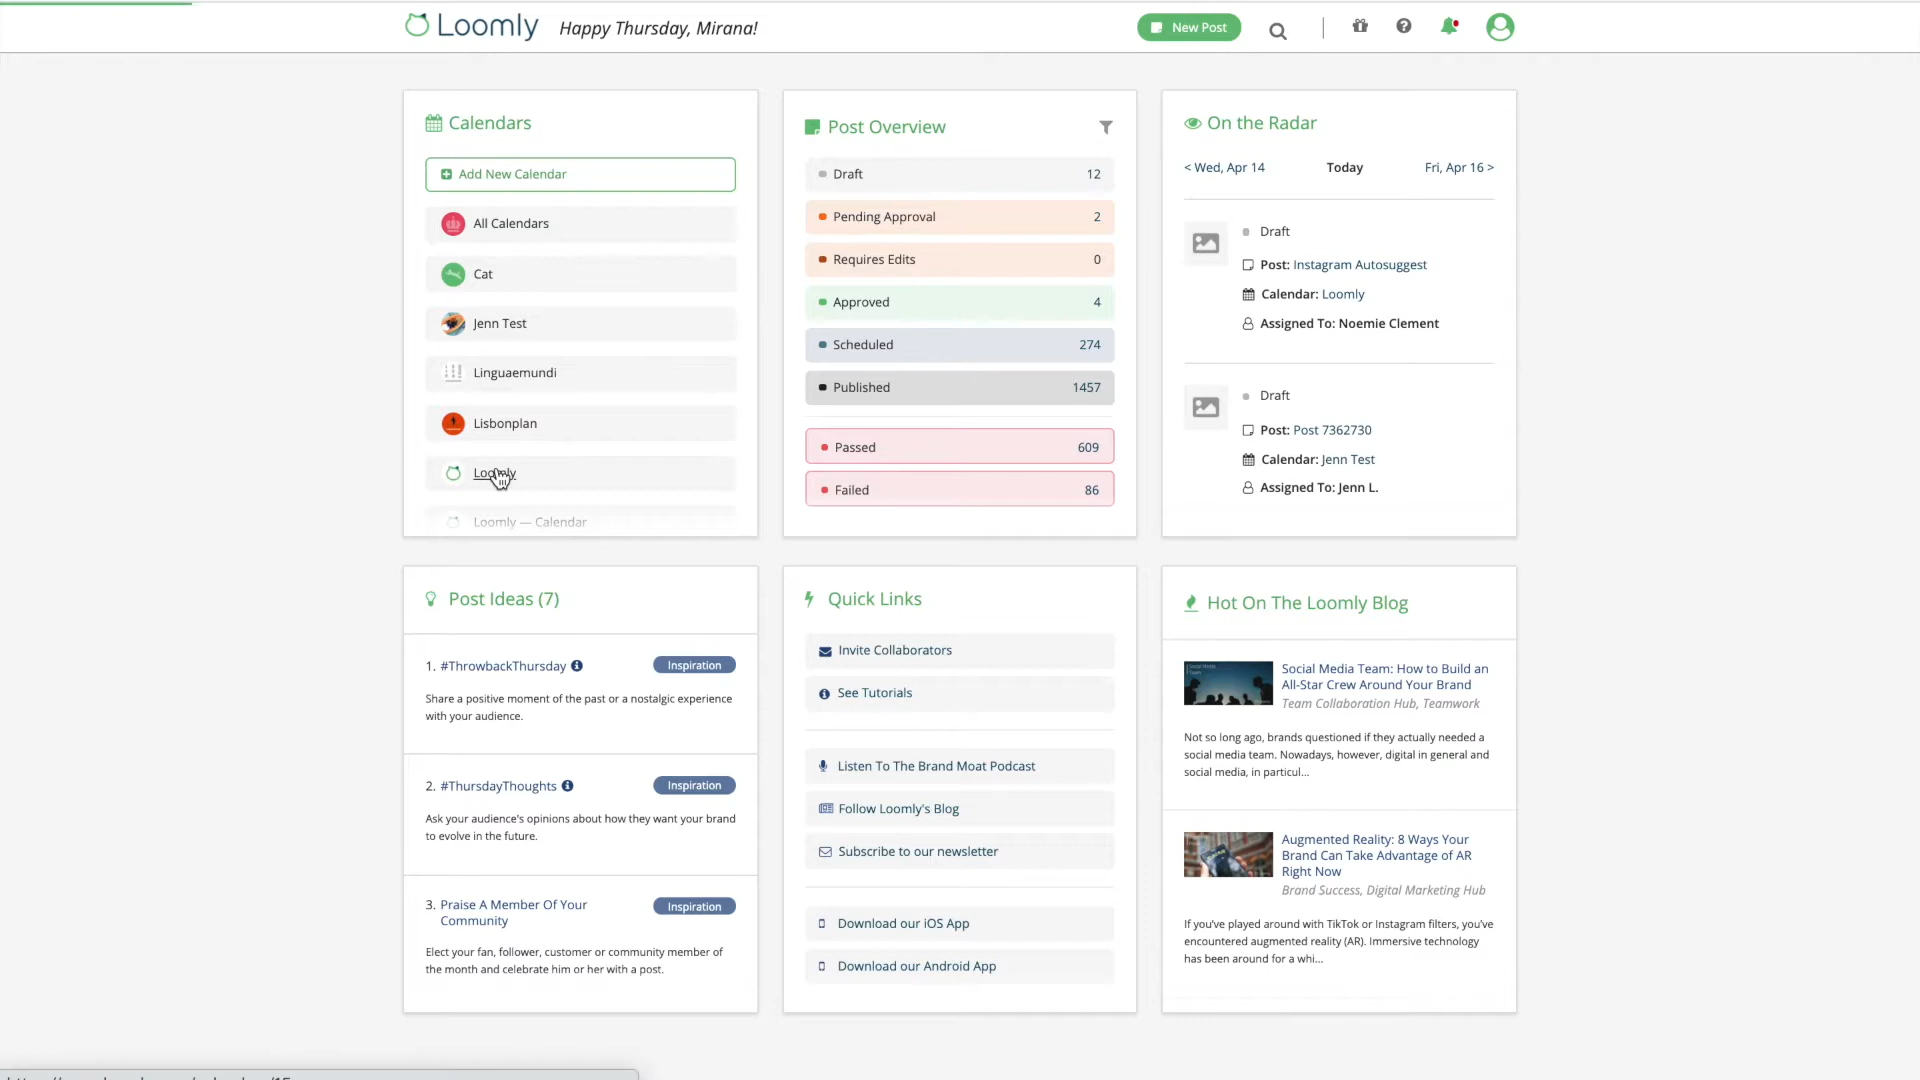 Loomly
Happy Thursday, Mirana!
New Post
Calendars
Add New Calendar
All Calendars
Cat
Jenn Test
Linguaemundi
Lisbonplan
Loomly
Loomly — Calendar
Post Overview
Draft 12
Pending Approval 2
Requires Edits 0
Approved 4
Scheduled 274
Published 1457
Passed 609
Failed 86
On the Radar
< Wed, Apr 14 Today Fri, Apr 16 >
Draft
Post: Instagram Autosuggest
Calendar: Loomly
Assigned To: Noemie Clement
Draft
Post: Post 7362730
Calendar: Jenn Test
Assigned To: Jenn L.
Post Ideas (7)
1. #ThrowbackThursday Inspiration
Share a positive moment of the past or a nostalgic experience
with your audience.
2. #ThursdayThoughts Inspiration
Ask your audience's opinions about how they want your brand
to evolve in the future.
3. Praise A Member Of Your Inspiration
Community
Elect your fan, follower, customer or community member of
the month and celebrate him or her with a post.
Quick Links
Invite Collaborators
See Tutorials
Listen To The Brand Moat Podcast
Follow Loomly's Blog
Subscribe to our newsletter
Download our iOS App
Download our Android App
Hot On The Loomly Blog
Social Media Team: How to Build an
All-Star Crew Around Your Brand
Team Collaboration Hub, Teamwork
Not so long ago, brands questioned if they actually needed a
social media team. Nowadays, however, digital in general and
social media, in particul...
Augmented Reality: 8 Ways Your
Brand Can Take Advantage of AR
Right Now
Brand Success, Digital Marketing Hub
If you've played around with TikTok or Instagram filters, you've
encountered augmented reality (AR). Immersive technology
has been around for a whi...